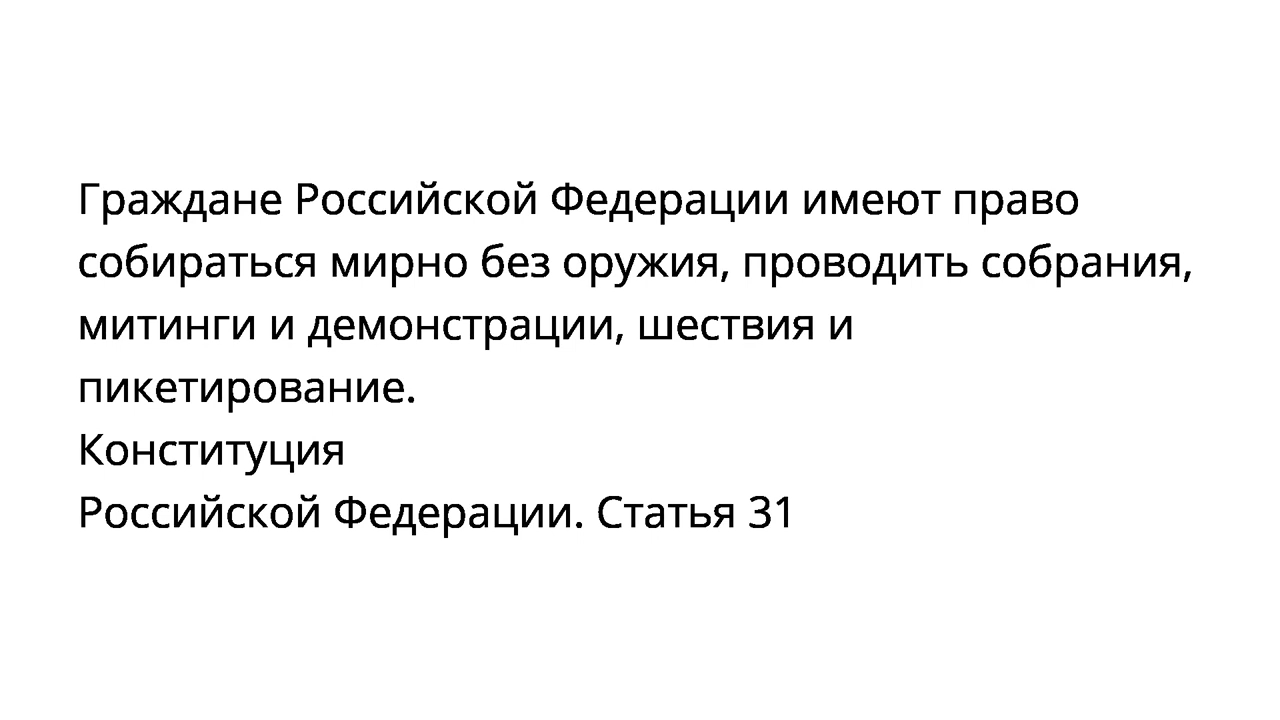 Граждане Российской Федерации имеют право
собираться мирно без оружия, проводить собрания,
митинги и демонстрации, шествия и
пикетирование.
Конституция
Российской Федерации. Статья 31